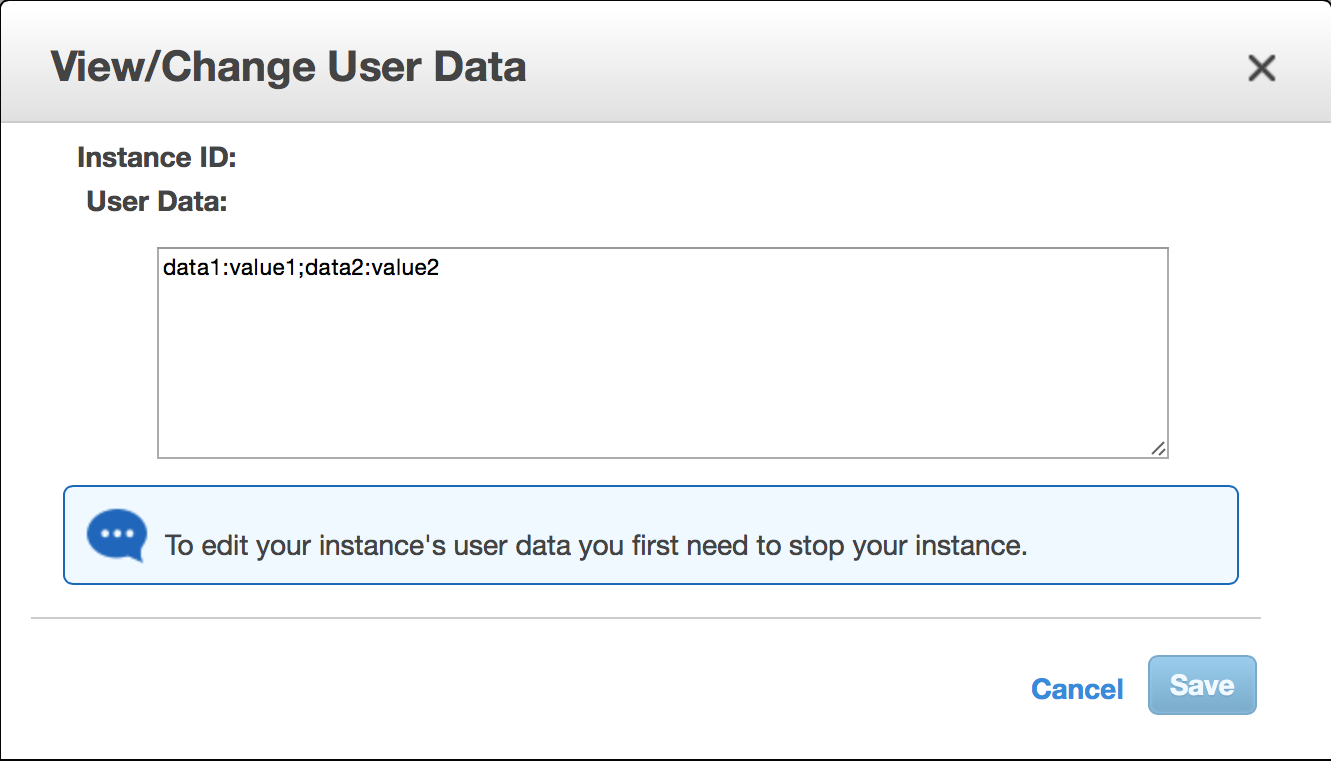 View/Change User Data
Instance ID:
User Data:
data1:value1;data2:value2
To edit your instance's user data you first need to stop your instance.
Cancel Save